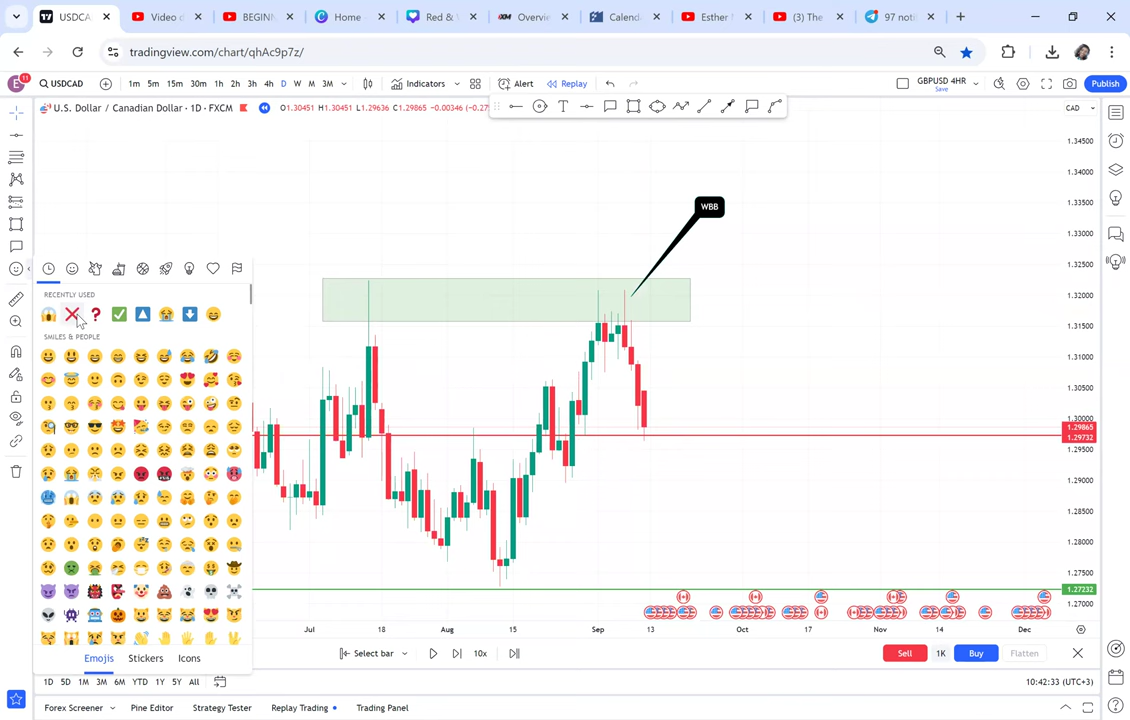 USDCA
Video d
BEGINN
Home -
Red & V
Overvi
Calend
Esther M
(3) The
97 noti
tradingview.com/chart/qhAc9p7z/
E
11
USDCAD
1m 5m 15m 30m 1h 2h 3h 4h D W M 3M
Indicators
Alert
Replay
GBPUSD 4HR
Save
Publish
U.S. Dollar / Canadian Dollar · 1D · FXCM
O1.30451 H1.30451 L1.29636 C1.29865 −0.00346 (−0.27
CAD
1.34500
1.34000
1.33500
WBB
1.33000
1.32500
1.32000
1.31500
1.31000
1.30500
1.30000
1.29865
1.29732
1.29500
1.29000
1.28500
1.28000
1.27500
1.27232
1.27000
RECENTLY USED
SMILES & PEOPLE
Emojis
Stickers
Icons
Jul
18
Aug
15
Sep
13
Oct
17
Nov
14
Dec
Select bar
10x
Sell
1K
Buy
Flatten
1D 5D 1M 3M 6M YTD 1Y 5Y All
10:42:33 (UTC+3)
Forex Screener
Pine Editor
Strategy Tester
Replay Trading
Trading Panel